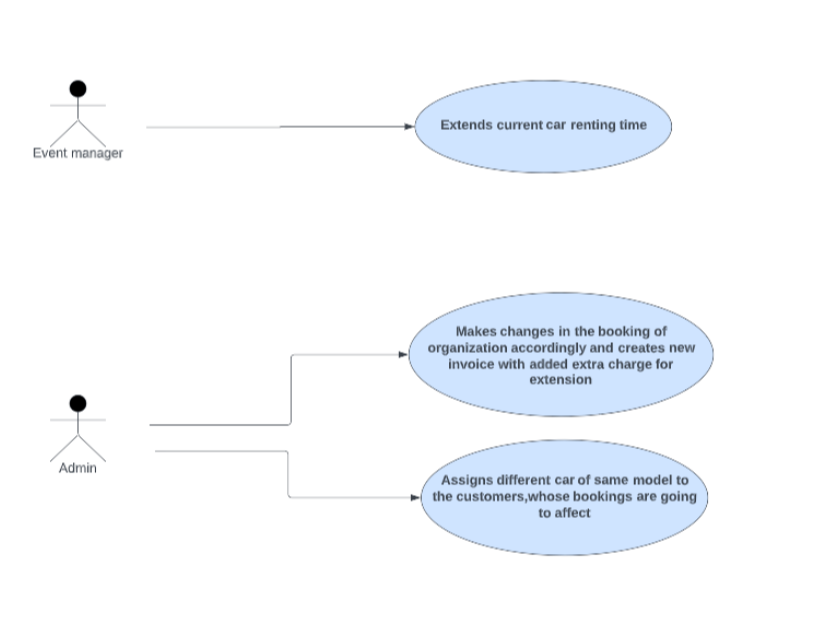 Extends current car renting time
Event manager
Makes changes in the booking of
organization accordingly and creates new
invoice with added extra charge for
extension
Admin
Assigns different car of same model to
the customers,whose bookings are going
to affect